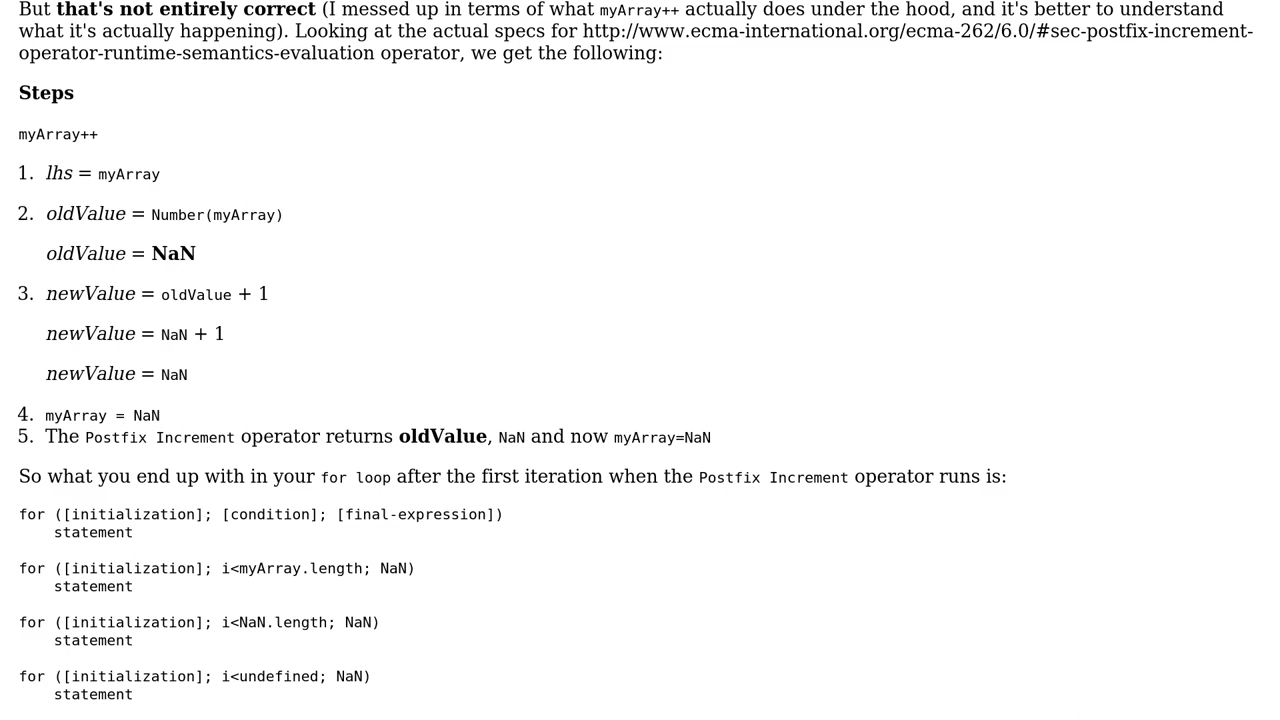 But that's not entirely correct (I messed up in terms of what myArray++ actually does under the hood, and it's better to understand
what it's actually happening). Looking at the actual specs for http://www.ecma-international.org/ecma-262/6.0/#sec-postfix-increment-
operator-runtime-semantics-evaluation operator, we get the following:
Steps
myArray++
1. lhs = myArray
2. oldValue = Number(myArray)
oldValue = NaN
3. newValue = oldValue + 1
newValue = NaN + 1
newValue = NaN
4. myArray = NaN
5. The Postfix Increment operator returns oldValue, NaN and now myArray=NaN
So what you end up with in your for loop after the first iteration when the Postfix Increment operator runs is:
for ([initialization]; [condition]; [final-expression])
    statement
for ([initialization]; i<myArray.length; NaN)
    statement
for ([initialization]; i<NaN.length; NaN)
    statement
for ([initialization]; i<undefined; NaN)
    statement